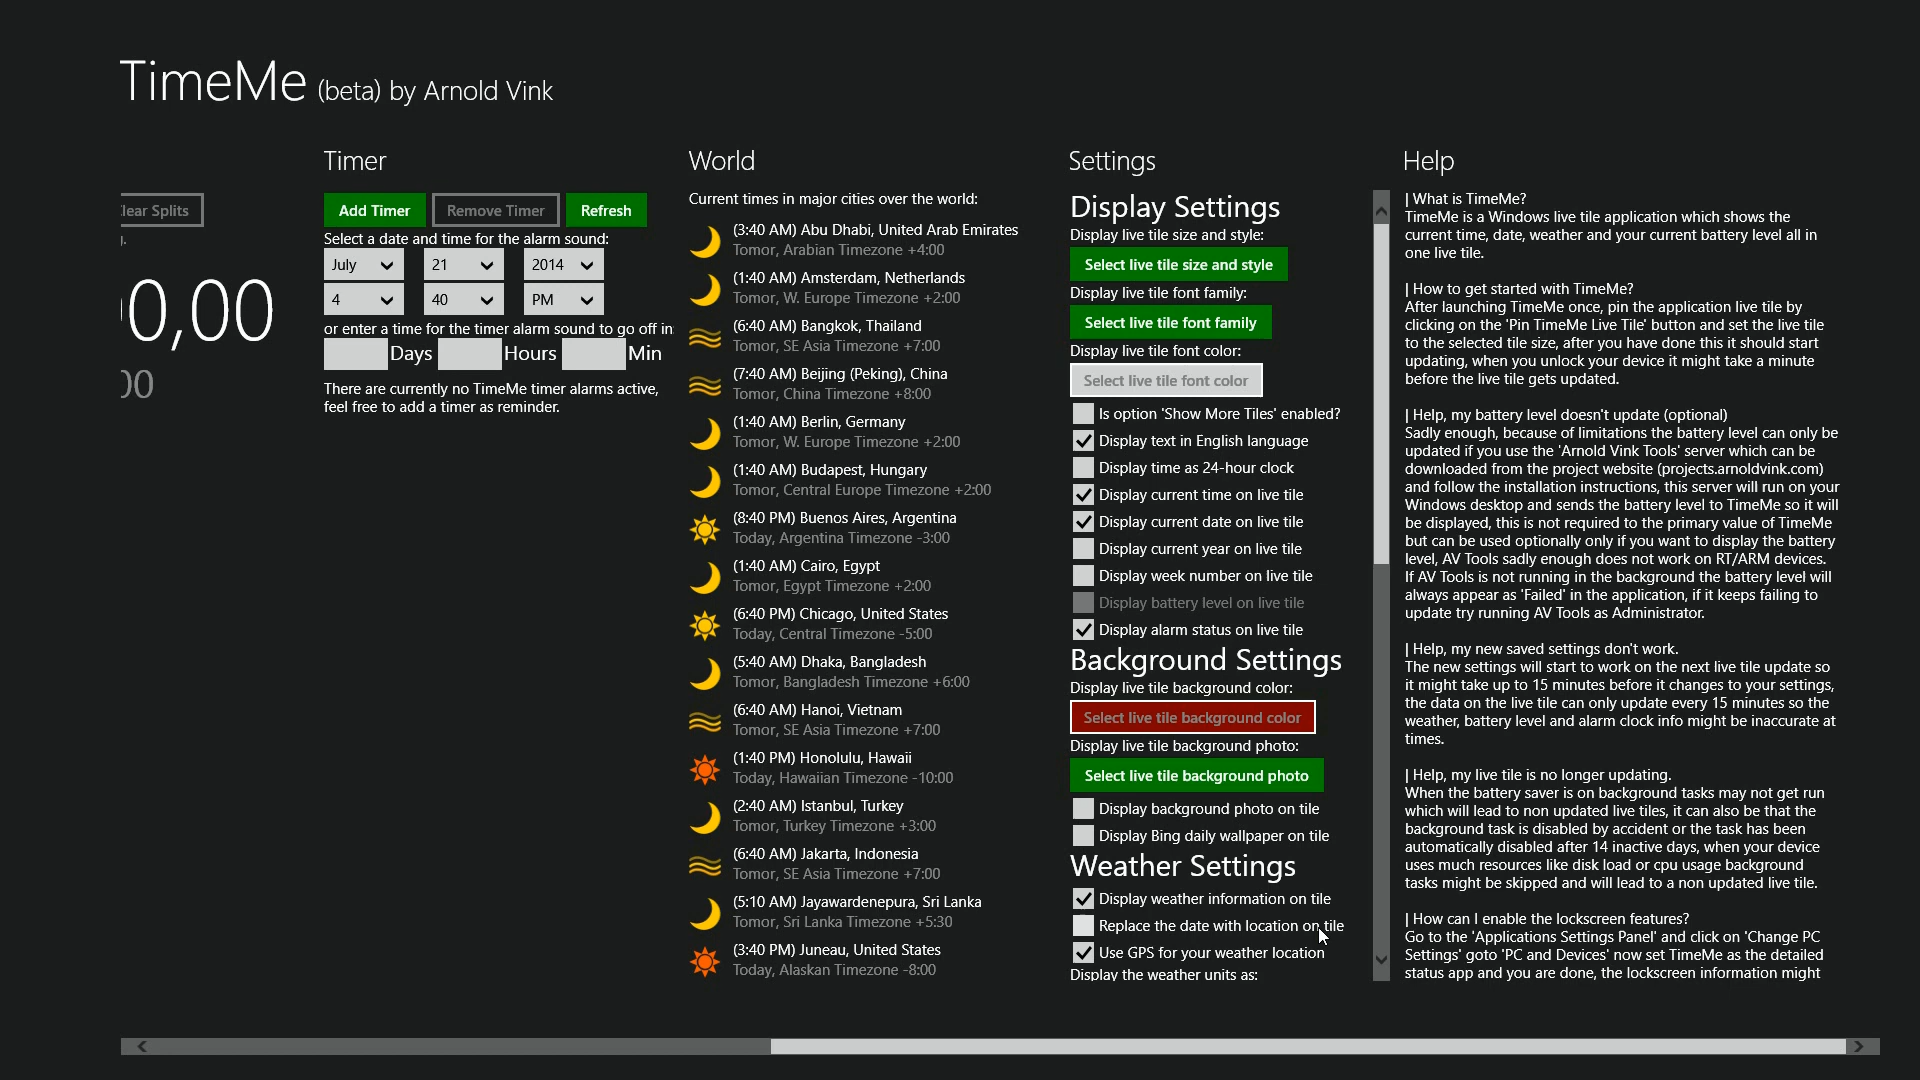 TimeMe (beta) by Arnold Vink
lear Splits
00,00
00
Timer
Add Timer
Remove Timer
Refresh
Select a date and time for the alarm sound:
July
21
2014
4
40
PM
or enter a time for the timer alarm sound to go off in:
Days
Hours
Min
There are currently no TimeMe timer alarms active,
feel free to add a timer as reminder.
World
Current times in major cities over the world:
(3:40 AM) Abu Dhabi, United Arab Emirates
Tomor, Arabian Timezone +4:00
(1:40 AM) Amsterdam, Netherlands
Tomor, W. Europe Timezone +2:00
(6:40 AM) Bangkok, Thailand
Tomor, SE Asia Timezone +7:00
(7:40 AM) Beijing (Peking), China
Tomor, China Timezone +8:00
(1:40 AM) Berlin, Germany
Tomor, W. Europe Timezone +2:00
(1:40 AM) Budapest, Hungary
Tomor, Central Europe Timezone +2:00
(8:40 PM) Buenos Aires, Argentina
Today, Argentina Timezone -3:00
(1:40 AM) Cairo, Egypt
Tomor, Egypt Timezone +2:00
(6:40 PM) Chicago, United States
Today, Central Timezone -5:00
(5:40 AM) Dhaka, Bangladesh
Tomor, Bangladesh Timezone +6:00
(6:40 AM) Hanoi, Vietnam
Tomor, SE Asia Timezone +7:00
(1:40 PM) Honolulu, Hawaii
Today, Hawaiian Timezone -10:00
(2:40 AM) Istanbul, Turkey
Tomor, Turkey Timezone +3:00
(6:40 AM) Jakarta, Indonesia
Tomor, SE Asia Timezone +7:00
(5:10 AM) Jayawardenepura, Sri Lanka
Tomor, Sri Lanka Timezone +5:30
(3:40 PM) Juneau, United States
Today, Alaskan Timezone -8:00
Settings
Display Settings
Display live tile size and style:
Select live tile size and style
Display live tile font family:
Select live tile font family
Display live tile font color:
Select live tile font color
Is option 'Show More Tiles' enabled?
Display text in English language
Display time as 24-hour clock
Display current time on live tile
Display current date on live tile
Display current year on live tile
Display week number on live tile
Display battery level on live tile
Display alarm status on live tile
Background Settings
Display live tile background color:
Select live tile background color
Display live tile background photo:
Select live tile background photo
Display background photo on tile
Display Bing daily wallpaper on tile
Weather Settings
Display weather information on tile
Replace the date with location on tile
Use GPS for your weather location
Display the weather units as:
Help
| What is TimeMe?
TimeMe is a Windows live tile application which shows the
current time, date, weather and your current battery level all in
one live tile.
| How to get started with TimeMe?
After launching TimeMe once, pin the application live tile by
clicking on the 'Pin TimeMe Live Tile' button and set the live tile
to the selected tile size, after you have done this it should start
updating, when you unlock your device it might take a minute
before the live tile gets updated.
| Help, my battery level doesn't update (optional)
Sadly enough, because of limitations the battery level can only be
updated if you use the 'Arnold Vink Tools' server which can be
downloaded from the project website (projects.arnoldvink.com)
and follow the installation instructions, this server will run on your
Windows desktop and sends the battery level to TimeMe so it will
be displayed, this is not required to the primary value of TimeMe
but can be used optionally only if you want to display the battery
level, AV Tools sadly enough does not work on RT/ARM devices.
If AV Tools is not running in the background the battery level will
always appear as 'Failed' in the application, if it keeps failing to
update try running AV Tools as Administrator.
| Help, my new saved settings don't work.
The new settings will start to work on the next live tile update so
it might take up to 15 minutes before it changes to your settings,
the data on the live tile can only update every 15 minutes so the
weather, battery level and alarm clock info might be inaccurate at
times.
| Help, my live tile is no longer updating.
When the battery saver is on background tasks may not get run
which will lead to non updated live tiles, it can also be that the
background task is disabled by accident or the task has been
automatically disabled after 14 inactive days, when your device
uses much resources like disk load or cpu usage background
tasks might be skipped and will lead to a non updated live tile.
| How can I enable the lockscreen features?
Go to the 'Applications Settings Panel' and click on 'Change PC
Settings' goto 'PC and Devices' now set TimeMe as the detailed
status app and you are done, the lockscreen information might